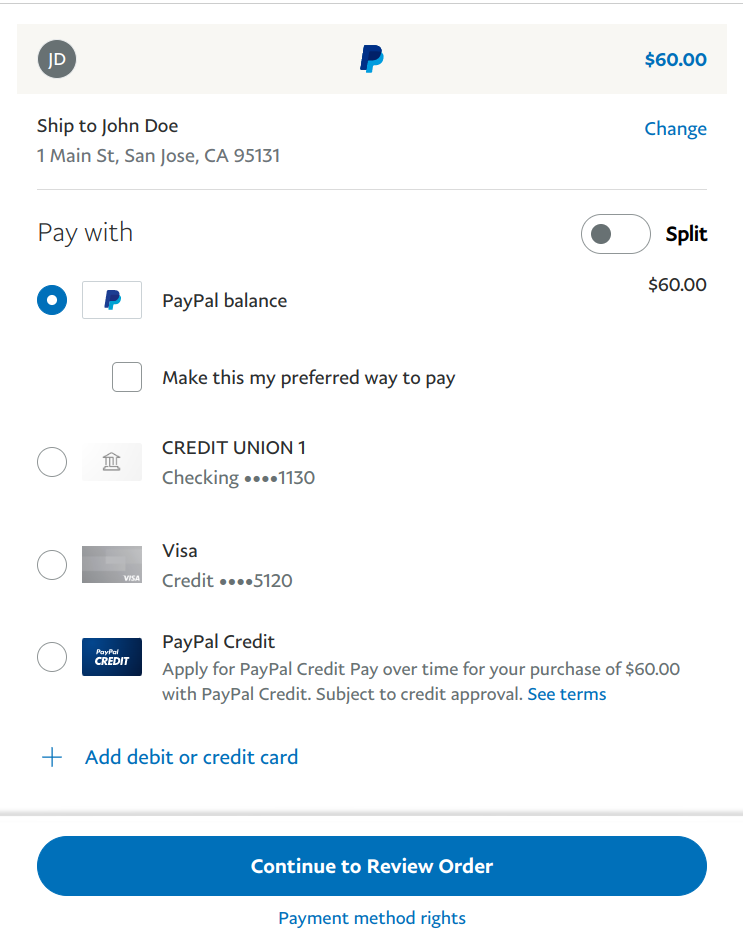 JD
$60.00
Ship to John Doe
Change
1 Main St, San Jose, CA 95131
Pay with
Split
PayPal balance
$60.00
Make this my preferred way to pay
CREDIT UNION 1
Checking ••••1130
VISA
Visa
Credit ••••5120
PayPal
CREDIT
PayPal Credit
Apply for PayPal Credit Pay over time for your purchase of $60.00
with PayPal Credit. Subject to credit approval. See terms
+ Add debit or credit card
Continue to Review Order
Payment method rights